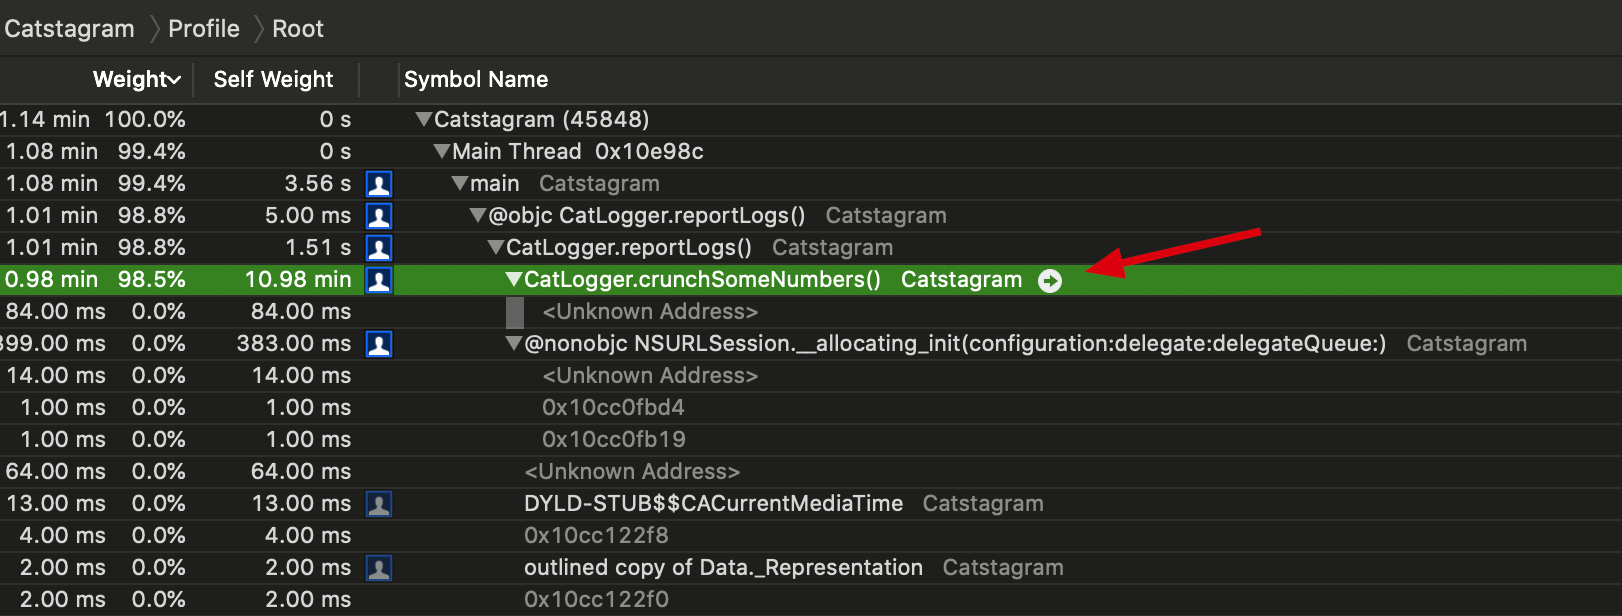 Catstagram Profile Root
Weight Self Weight Symbol Name
1.14 min 100.0% 0 s Catstagram (45848)
1.08 min 99.4% 0 s Main Thread 0x10e98c
1.08 min 99.4% 3.56 s main Catstagram
1.01 min 98.8% 5.00 ms @objc CatLogger.reportLogs() Catstagram
1.01 min 98.8% 1.51 s CatLogger.reportLogs() Catstagram
0.98 min 98.5% 10.98 min CatLogger.crunchSomeNumbers() Catstagram
84.00 ms 0.0% 84.00 ms <Unknown Address>
399.00 ms 0.0% 383.00 ms @nonobjc NSURLSession.__allocating_init(configuration:delegate:delegateQueue:) Catstagram
14.00 ms 0.0% 14.00 ms <Unknown Address>
1.00 ms 0.0% 1.00 ms 0x10cc0fbd4
1.00 ms 0.0% 1.00 ms 0x10cc0fb19
64.00 ms 0.0% 64.00 ms <Unknown Address>
13.00 ms 0.0% 13.00 ms DYLD-STUB$$CACurrentMediaTime Catstagram
4.00 ms 0.0% 4.00 ms 0x10cc122f8
2.00 ms 0.0% 2.00 ms outlined copy of Data._Representation Catstagram
2.00 ms 0.0% 2.00 ms 0x10cc122f0